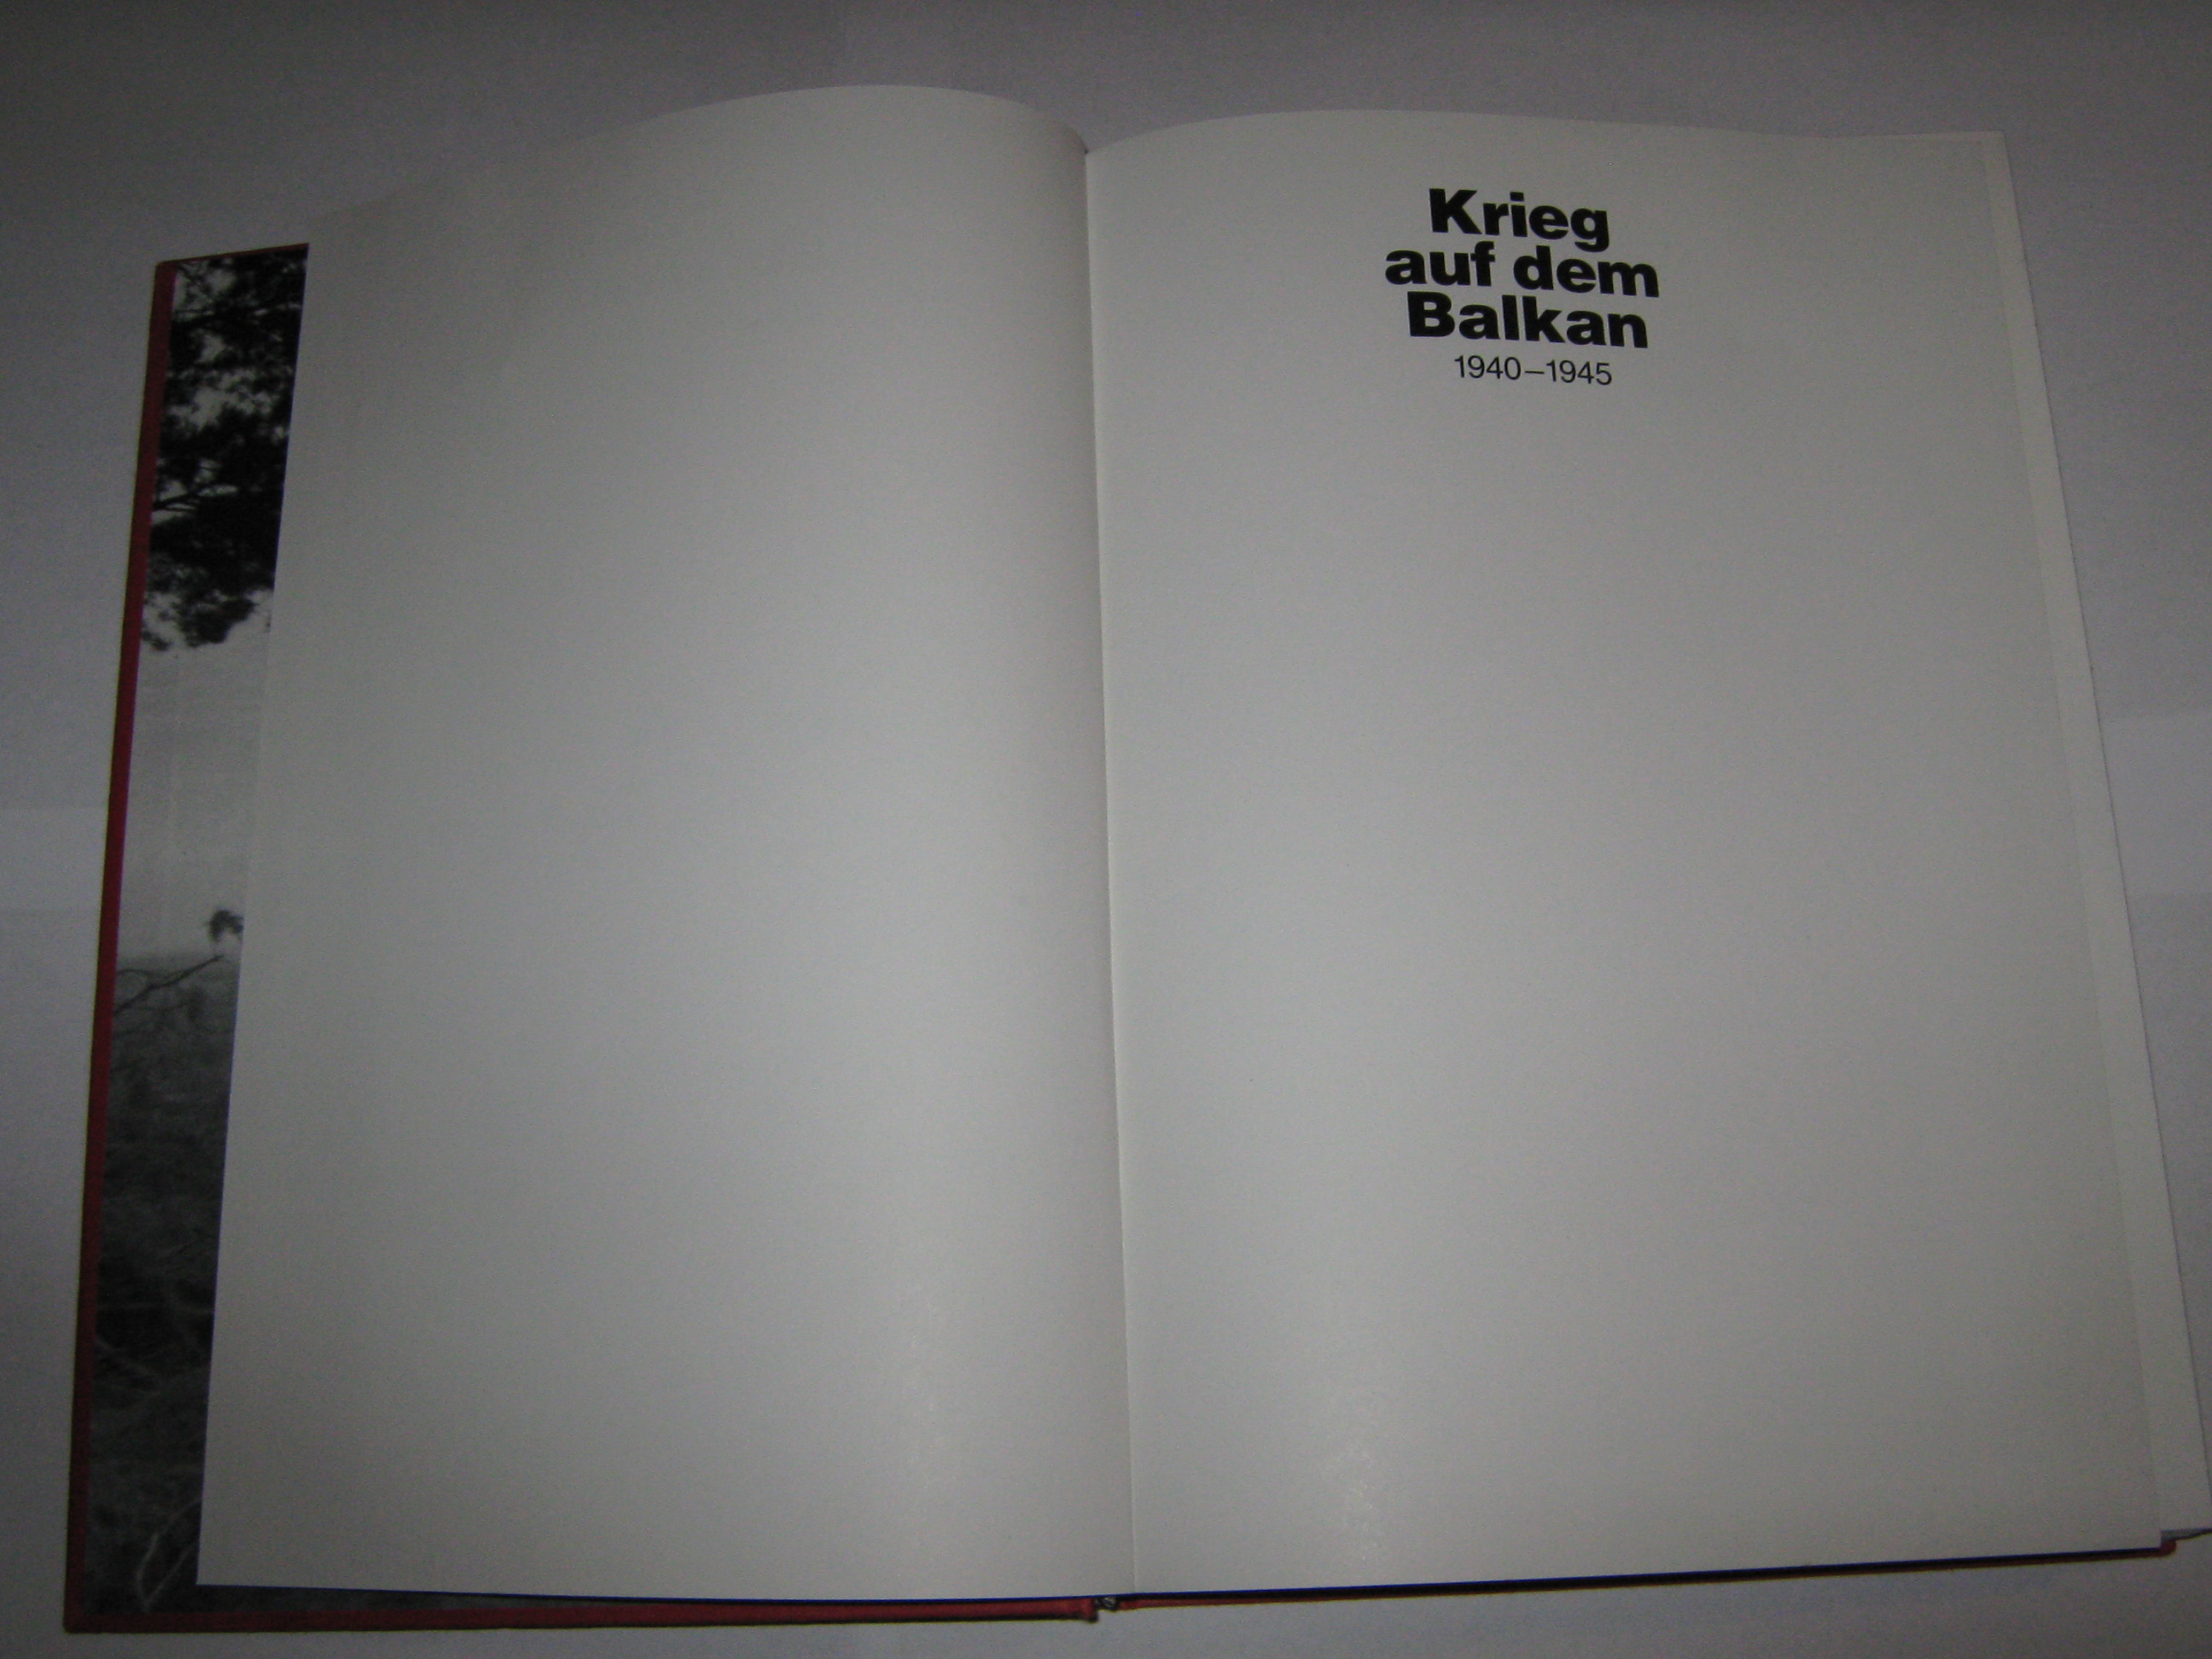 Krieg
auf dem
Balkan
1940–1945